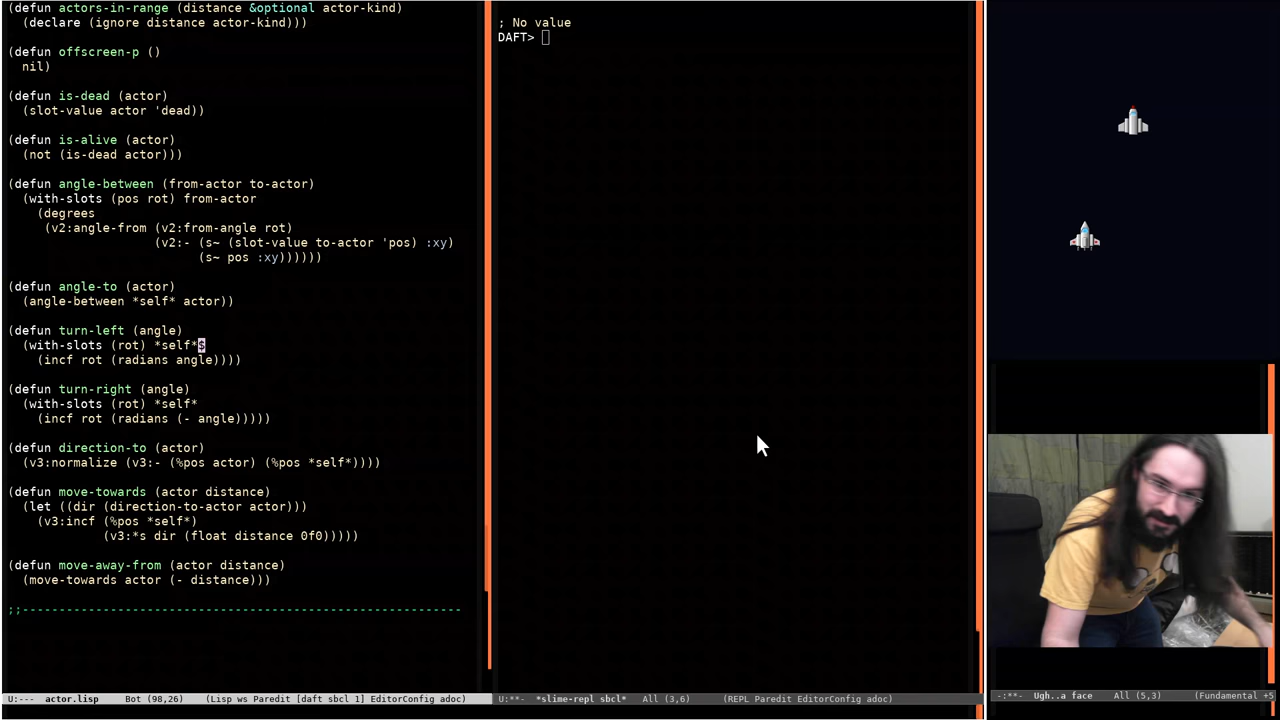 (defun actors-in-range (distance &optional actor-kind)
  (declare (ignore distance actor-kind)))
(defun offscreen-p ()
  nil)
(defun is-dead (actor)
  (slot-value actor 'dead))
(defun is-alive (actor)
  (not (is-dead actor)))
(defun angle-between (from-actor to-actor)
  (with-slots (pos rot) from-actor
    (degrees
     (v2:angle-from (v2:from-angle rot)
                    (v2:- (s~ (slot-value to-actor 'pos) :xy)
                          (s~ pos :xy))))))
(defun angle-to (actor)
  (angle-between *self* actor))
(defun turn-left (angle)
  (with-slots (rot) *self*$
    (incf rot (radians angle))))
(defun turn-right (angle)
  (with-slots (rot) *self*
    (incf rot (radians (- angle)))))
(defun direction-to (actor)
  (v3:normalize (v3:- (%pos actor) (%pos *self*))))
(defun move-towards (actor distance)
  (let ((dir (direction-to-actor actor)))
    (v3:incf (%pos *self*)
             (v3:*s dir (float distance 0f0)))))
(defun move-away-from (actor distance)
  (move-towards actor (- distance)))
;;------------------------------------------------------------
U:--- actor.lisp Bot (98,26) (Lisp ws Paredit [daft sbcl 1] EditorConfig adoc)
; No value
DAFT>
U:**- *slime-repl sbcl* All (3,6) (REPL Paredit EditorConfig adoc)
-:**- Ugh..a face All (5,3) (Fundamental +5